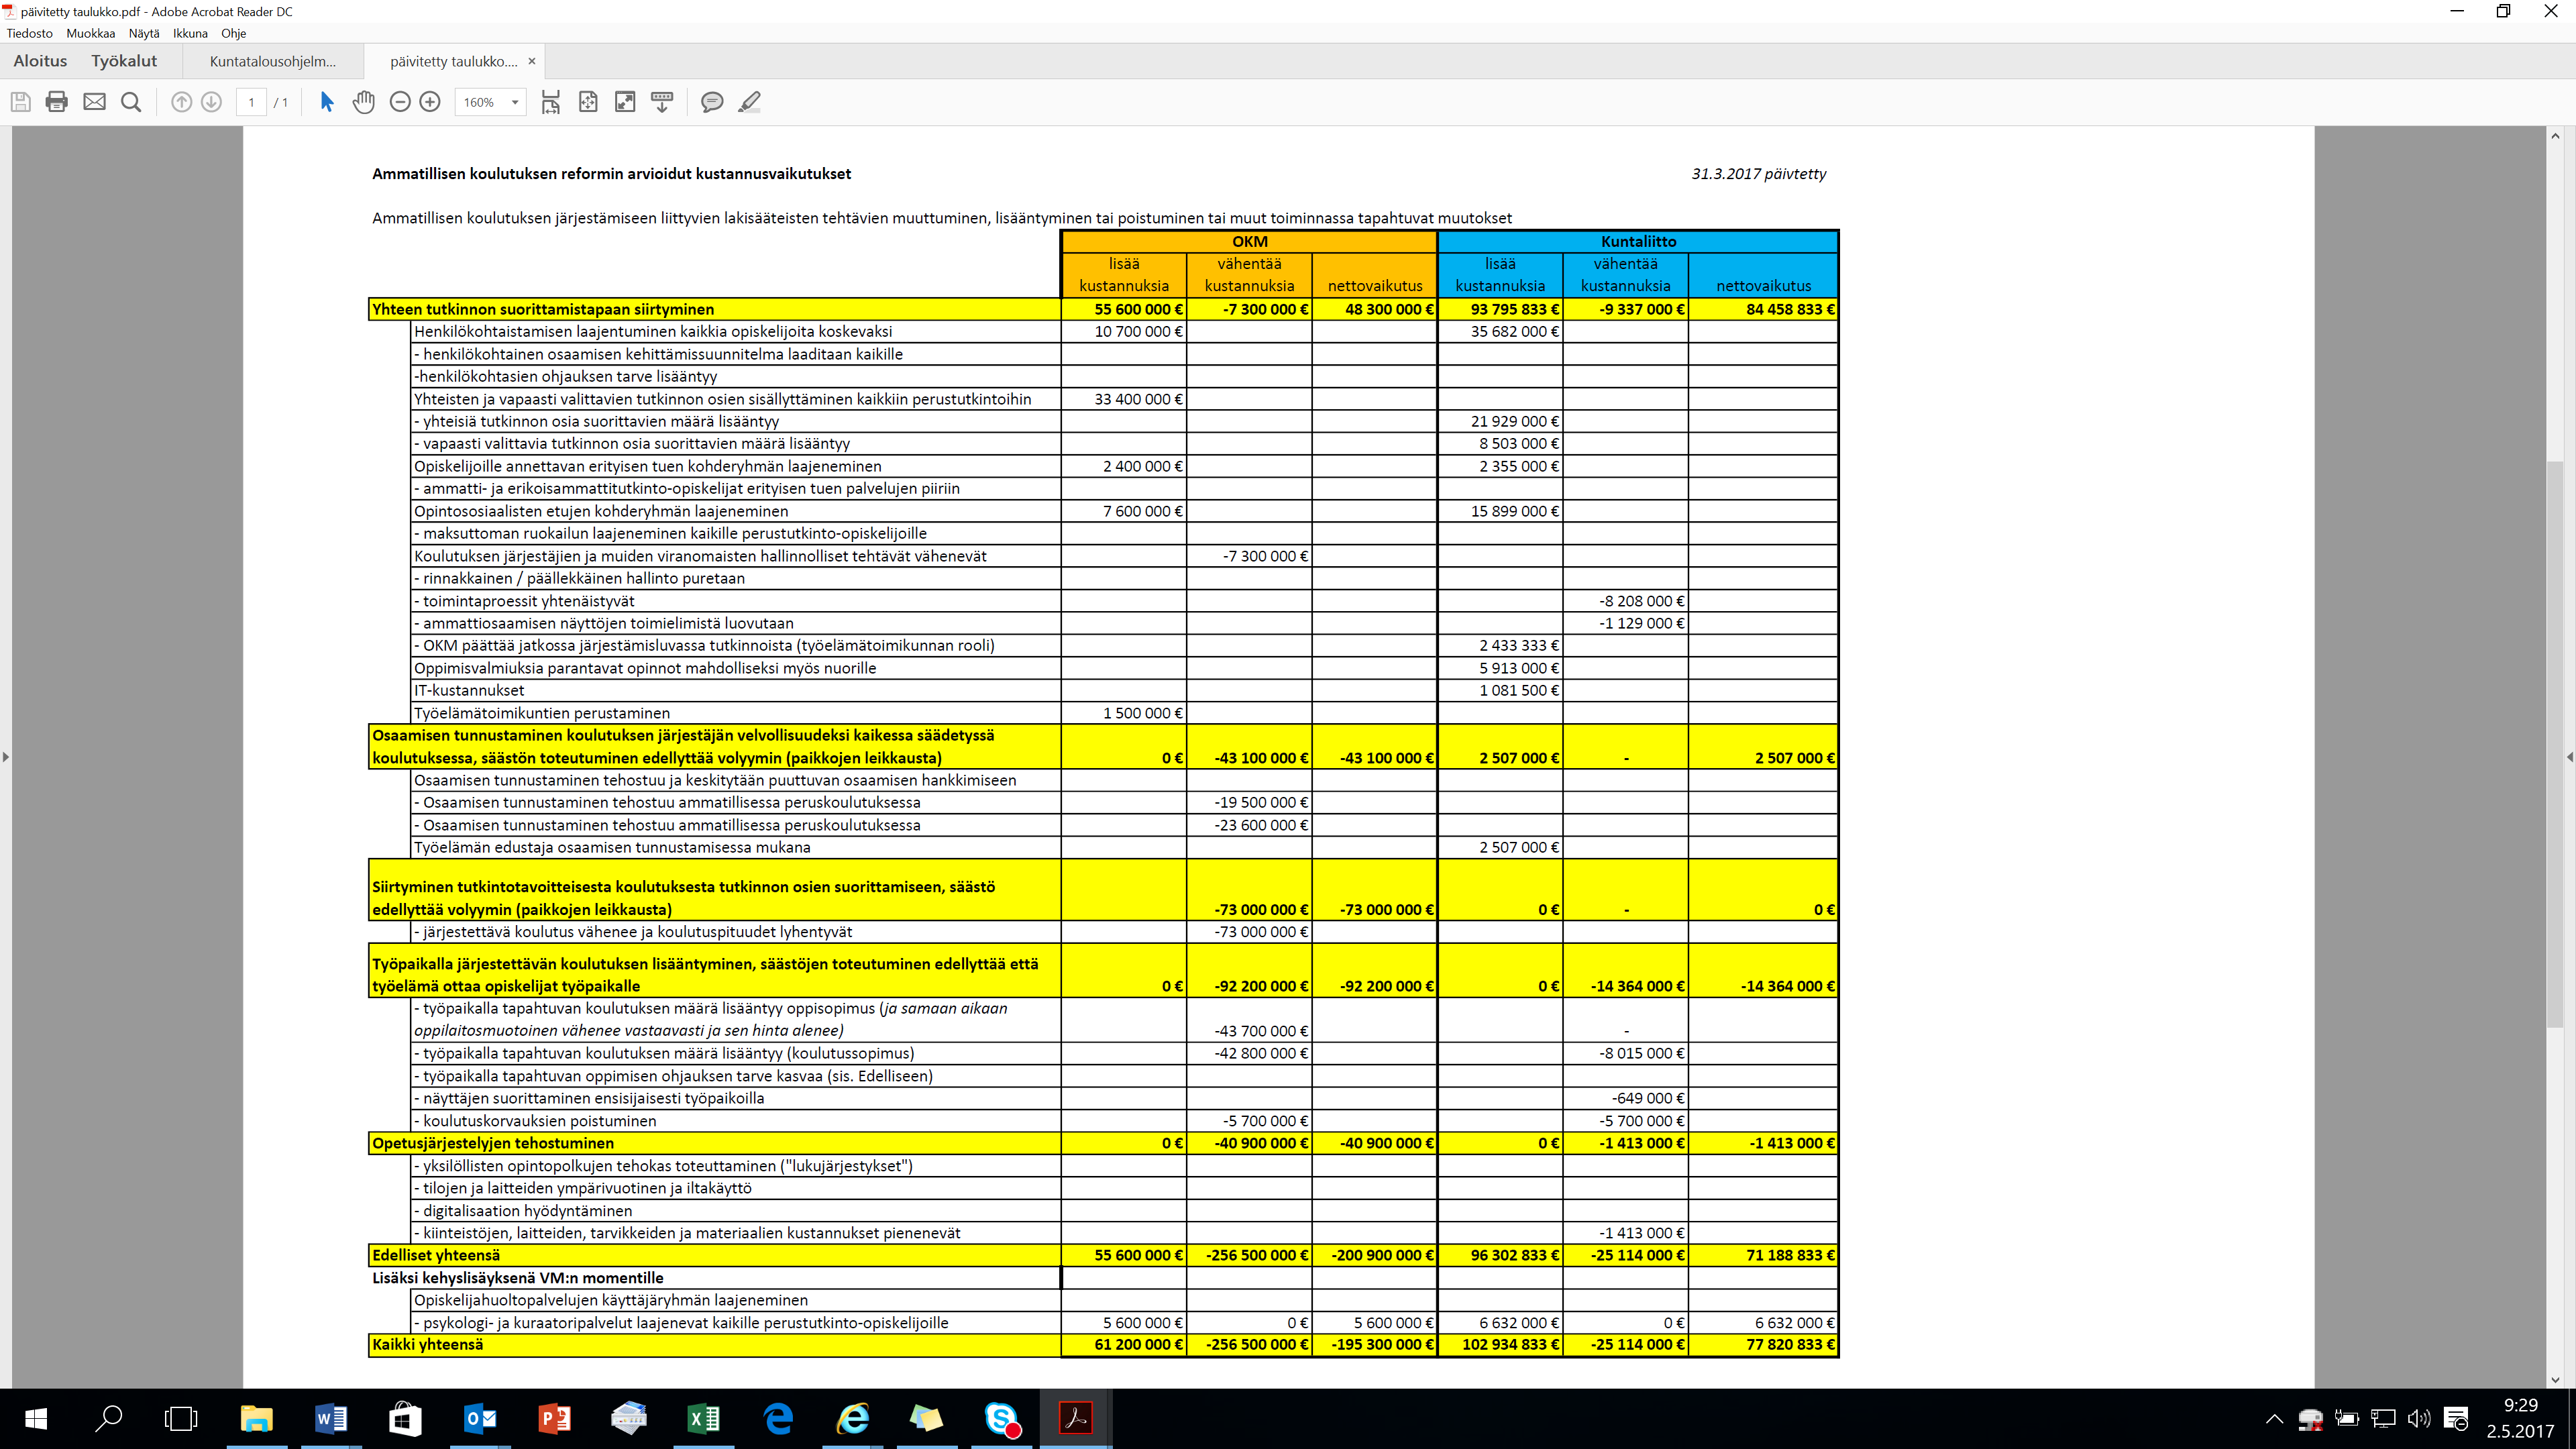 päivitetty taulukko.pdf - Adobe Acrobat Reader DC
Tiedosto Muokkaa Näytä Ikkuna Ohje
Aloitus Työkalut Kuntatalousohjelm... päivitetty taulukko.... ×
1 / 1 160%
Ammatillisen koulutuksen reformin arvioidut kustannusvaikutukset 31.3.2017 päivtetty
Ammatillisen koulutuksen järjestämiseen liittyvien lakisääteisten tehtävien muuttuminen, lisääntyminen tai poistuminen tai muut toiminnassa tapahtuvat muutokset
OKM Kuntaliitto
lisää vähentää lisää vähentää
kustannuksia kustannuksia nettovaikutus kustannuksia kustannuksia nettovaikutus
Yhteen tutkinnon suorittamistapaan siirtyminen 55 600 000 € -7 300 000 € 48 300 000 € 93 795 833 € -9 337 000 € 84 458 833 €
Henkilökohtaistamisen laajentuminen kaikkia opiskelijoita koskevaksi 10 700 000 € 35 682 000 €
- henkilökohtainen osaamisen kehittämissuunnitelma laaditaan kaikille
-henkilökohtasien ohjauksen tarve lisääntyy
Yhteisten ja vapaasti valittavien tutkinnon osien sisällyttäminen kaikkiin perustutkintoihin 33 400 000 €
- yhteisiä tutkinnon osia suorittavien määrä lisääntyy 21 929 000 €
- vapaasti valittavia tutkinnon osia suorittavien määrä lisääntyy 8 503 000 €
Opiskelijoille annettavan erityisen tuen kohderyhmän laajeneminen 2 400 000 € 2 355 000 €
- ammatti- ja erikoisammattitutkinto-opiskelijat erityisen tuen palvelujen piiriin
Opintososiaalisten etujen kohderyhmän laajeneminen 7 600 000 € 15 899 000 €
- maksuttoman ruokailun laajeneminen kaikille perustutkinto-opiskelijoille
Koulutuksen järjestäjien ja muiden viranomaisten hallinnolliset tehtävät vähenevät -7 300 000 €
- rinnakkainen / päällekkäinen hallinto puretaan
- toimintaproessit yhtenäistyvät -8 208 000 €
- ammattiosaamisen näyttöjen toimielimistä luovutaan -1 129 000 €
- OKM päättää jatkossa järjestämisluvassa tutkinnoista (työelämätoimikunnan rooli) 2 433 333 €
Oppimisvalmiuksia parantavat opinnot mahdolliseksi myös nuorille 5 913 000 €
IT-kustannukset 1 081 500 €
Työelämätoimikuntien perustaminen 1 500 000 €
Osaamisen tunnustaminen koulutuksen järjestäjän velvollisuudeksi kaikessa säädetyssä
koulutuksessa, säästön toteutuminen edellyttää volyymin (paikkojen leikkausta) 0 € -43 100 000 € -43 100 000 € 2 507 000 € - 2 507 000 €
Osaamisen tunnustaminen tehostuu ja keskitytään puuttuvan osaamisen hankkimiseen
- Osaamisen tunnustaminen tehostuu ammatillisessa peruskoulutuksessa -19 500 000 €
- Osaamisen tunnustaminen tehostuu ammatillisessa peruskoulutuksessa -23 600 000 €
Työelämän edustaja osaamisen tunnustamisessa mukana 2 507 000 €
Siirtyminen tutkintotavoitteisesta koulutuksesta tutkinnon osien suorittamiseen, säästö
edellyttää volyymin (paikkojen leikkausta) -73 000 000 € -73 000 000 € 0 € - 0 €
- järjestettävä koulutus vähenee ja koulutuspituudet lyhentyvät -73 000 000 €
Työpaikalla järjestettävän koulutuksen lisääntyminen, säästöjen toteutuminen edellyttää että
työelämä ottaa opiskelijat työpaikalle 0 € -92 200 000 € -92 200 000 € 0 € -14 364 000 € -14 364 000 €
- työpaikalla tapahtuvan koulutuksen määrä lisääntyy oppisopimus (ja samaan aikaan
oppilaitosmuotoinen vähenee vastaavasti ja sen hinta alenee) -43 700 000 € -
- työpaikalla tapahtuvan koulutuksen määrä lisääntyy (koulutussopimus) -42 800 000 € -8 015 000 €
- työpaikalla tapahtuvan oppimisen ohjauksen tarve kasvaa (sis. Edelliseen)
- näyttäjen suorittaminen ensisijaisesti työpaikoilla -649 000 €
- koulutuskorvauksien poistuminen -5 700 000 € -5 700 000 €
Opetusjärjestelyjen tehostuminen 0 € -40 900 000 € -40 900 000 € 0 € -1 413 000 € -1 413 000 €
- yksilöllisten opintopolkujen tehokas toteuttaminen ("lukujärjestykset")
- tilojen ja laitteiden ympärivuotinen ja iltakäyttö
- digitalisaation hyödyntäminen
- kiinteistöjen, laitteiden, tarvikkeiden ja materiaalien kustannukset pienenevät -1 413 000 €
Edelliset yhteensä 55 600 000 € -256 500 000 € -200 900 000 € 96 302 833 € -25 114 000 € 71 188 833 €
Lisäksi kehyslisäyksenä VM:n momentille
Opiskelijahuoltopalvelujen käyttäjäryhmän laajeneminen
- psykologi- ja kuraatoripalvelut laajenevat kaikille perustutkinto-opiskelijoille 5 600 000 € 0 € 5 600 000 € 6 632 000 € 0 € 6 632 000 €
Kaikki yhteensä 61 200 000 € -256 500 000 € -195 300 000 € 102 934 833 € -25 114 000 € 77 820 833 €
9:29
2.5.2017